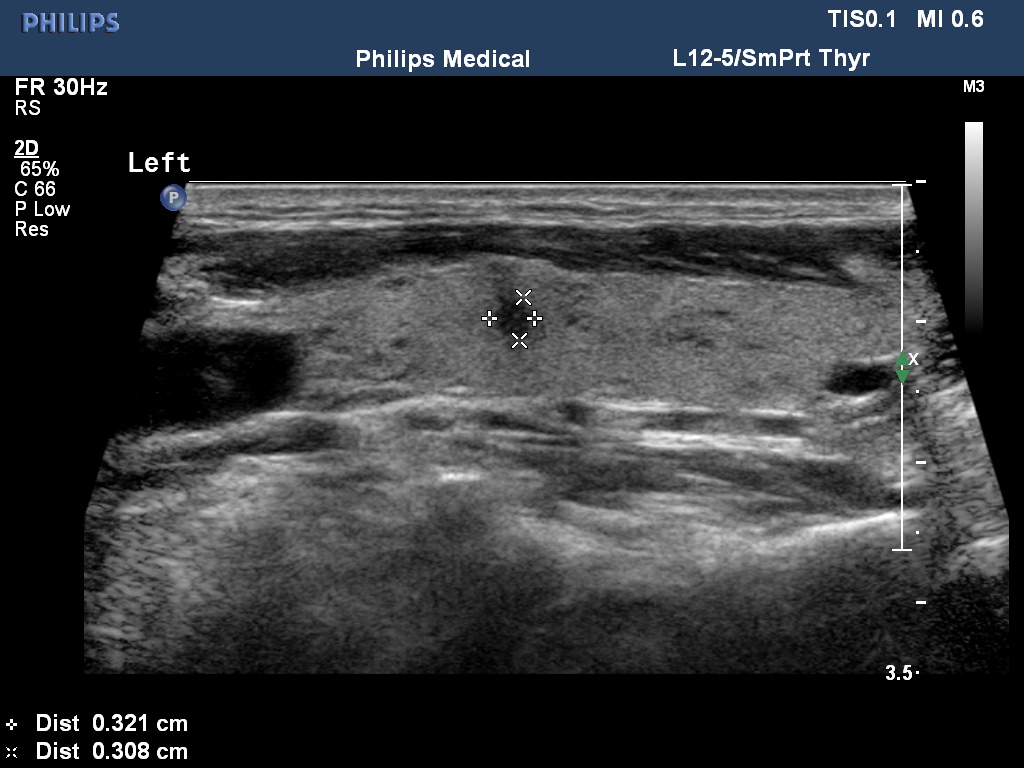 PHILIPS
TIS0.1 MI 0.6
Philips Medical
L12-5/SmPrt Thyr
FR 30Hz
RS
M3
2D
65%
C 66
P Low
Res
Left
P
X
3.5
Dist 0.321 cm
Dist 0.308 cm